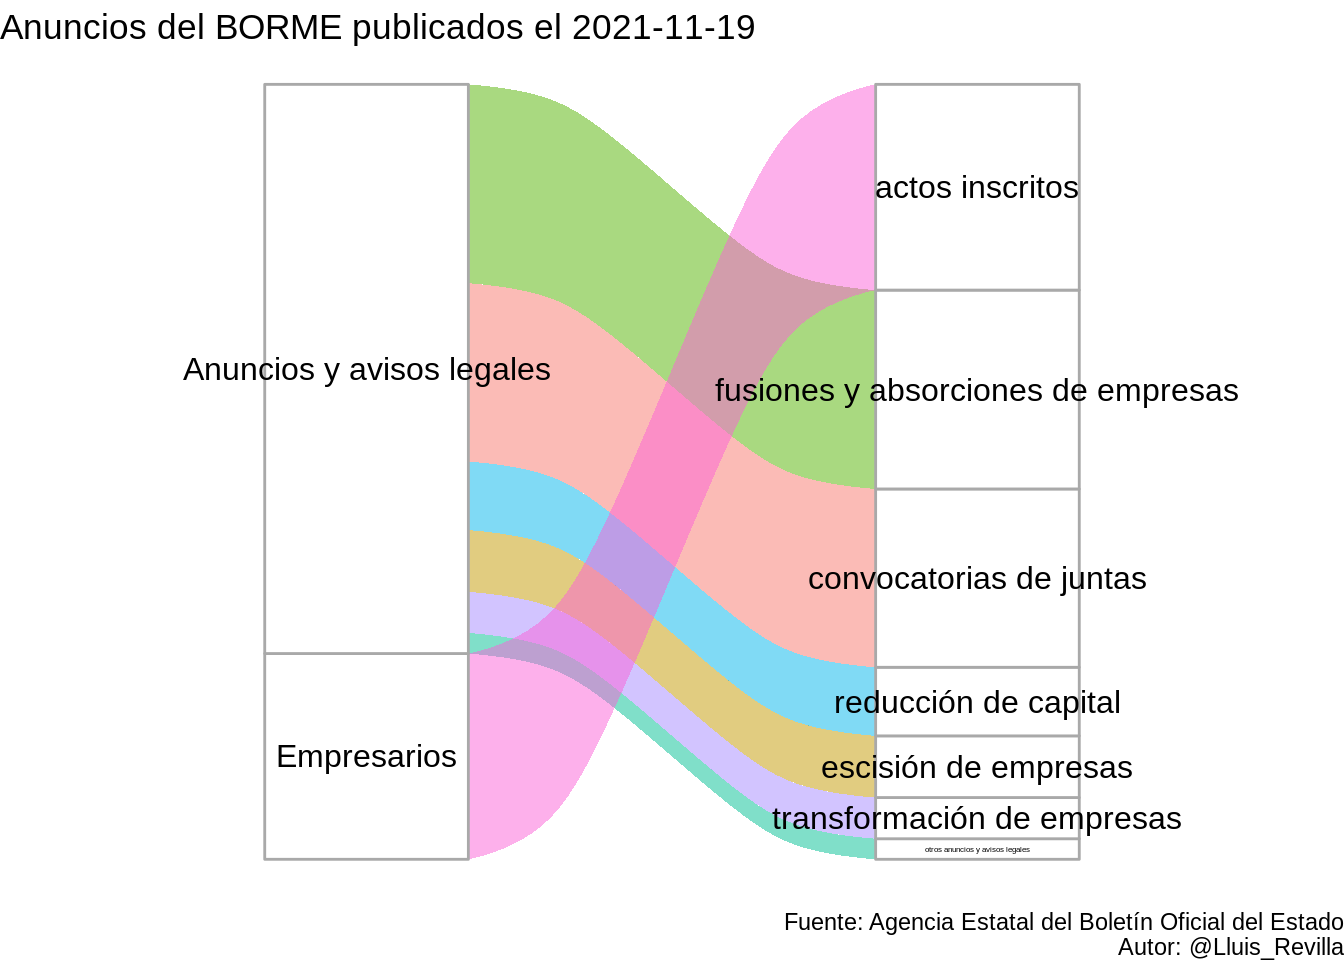 Anuncios del BORME publicados el 2021-11-19
actos inscritos
Anuncios y avisos legales
fusiones y absorciones de empresas
convocatorias de juntas
reducción de capital
Empresarios
escisión de empresas
transformación de empresas
otros anuncios y avisos legales
Fuente: Agencia Estatal del Boletín Oficial del Estado
Autor: @Lluis_Revilla